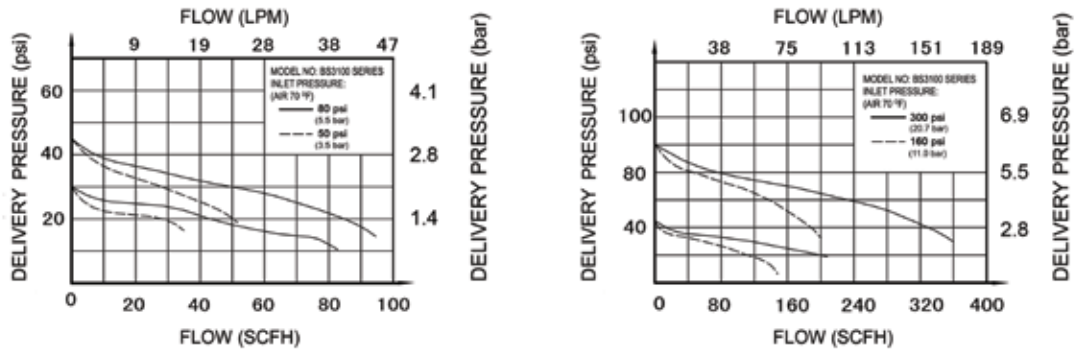 FLOW (LPM)
9 19 28 38 47
DELIVERY PRESSURE (psi)
60
40
20
MODEL NO: BS3100 SERIES
INLET PRESSURE:
(AIR 70 ºF)
80 psi
(5.5 bar)
50 psi
(3.5 bar)
4.1
2.8
1.4
DELIVERY PRESSURE (bar)
0 20 40 60 80 100
FLOW (SCFH)
FLOW (LPM)
38 75 113 151 189
DELIVERY PRESSURE (psi)
100
80
40
MODEL NO: BS3100 SERIES
INLET PRESSURE:
(AIR 70 ºF)
300 psi
(20.7 bar)
160 psi
(11.0 bar)
6.9
5.5
2.8
DELIVERY PRESSURE (bar)
0 80 160 240 320 400
FLOW (SCFH)